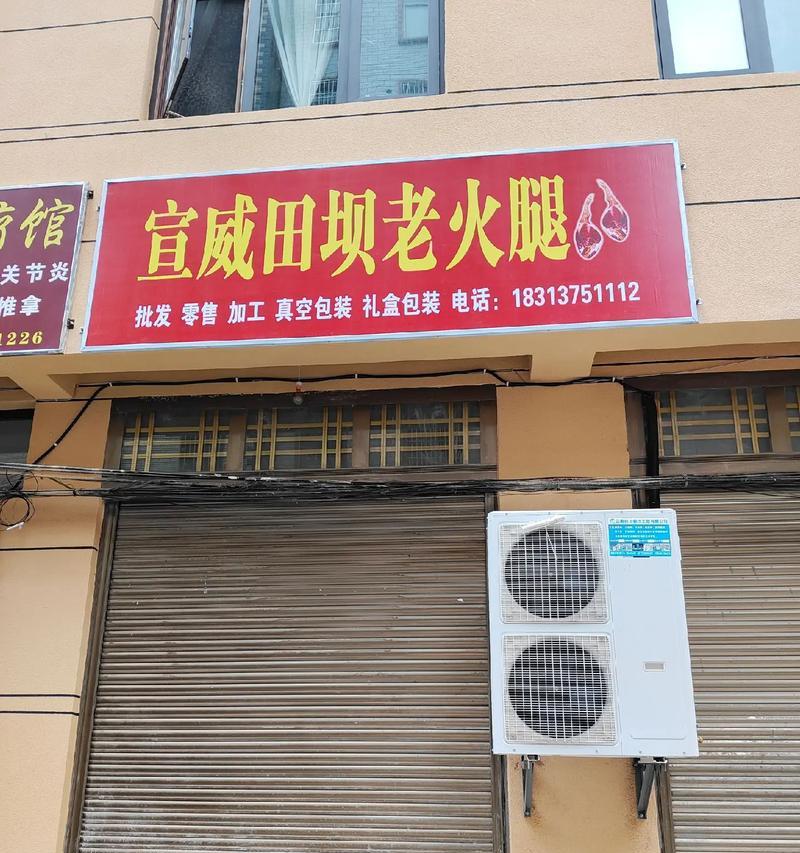 宣威田坝老火腿
批发 零售 加工 真空包装 礼盒包装 电话：18313751112
疗馆
关节炎
推拿
1226